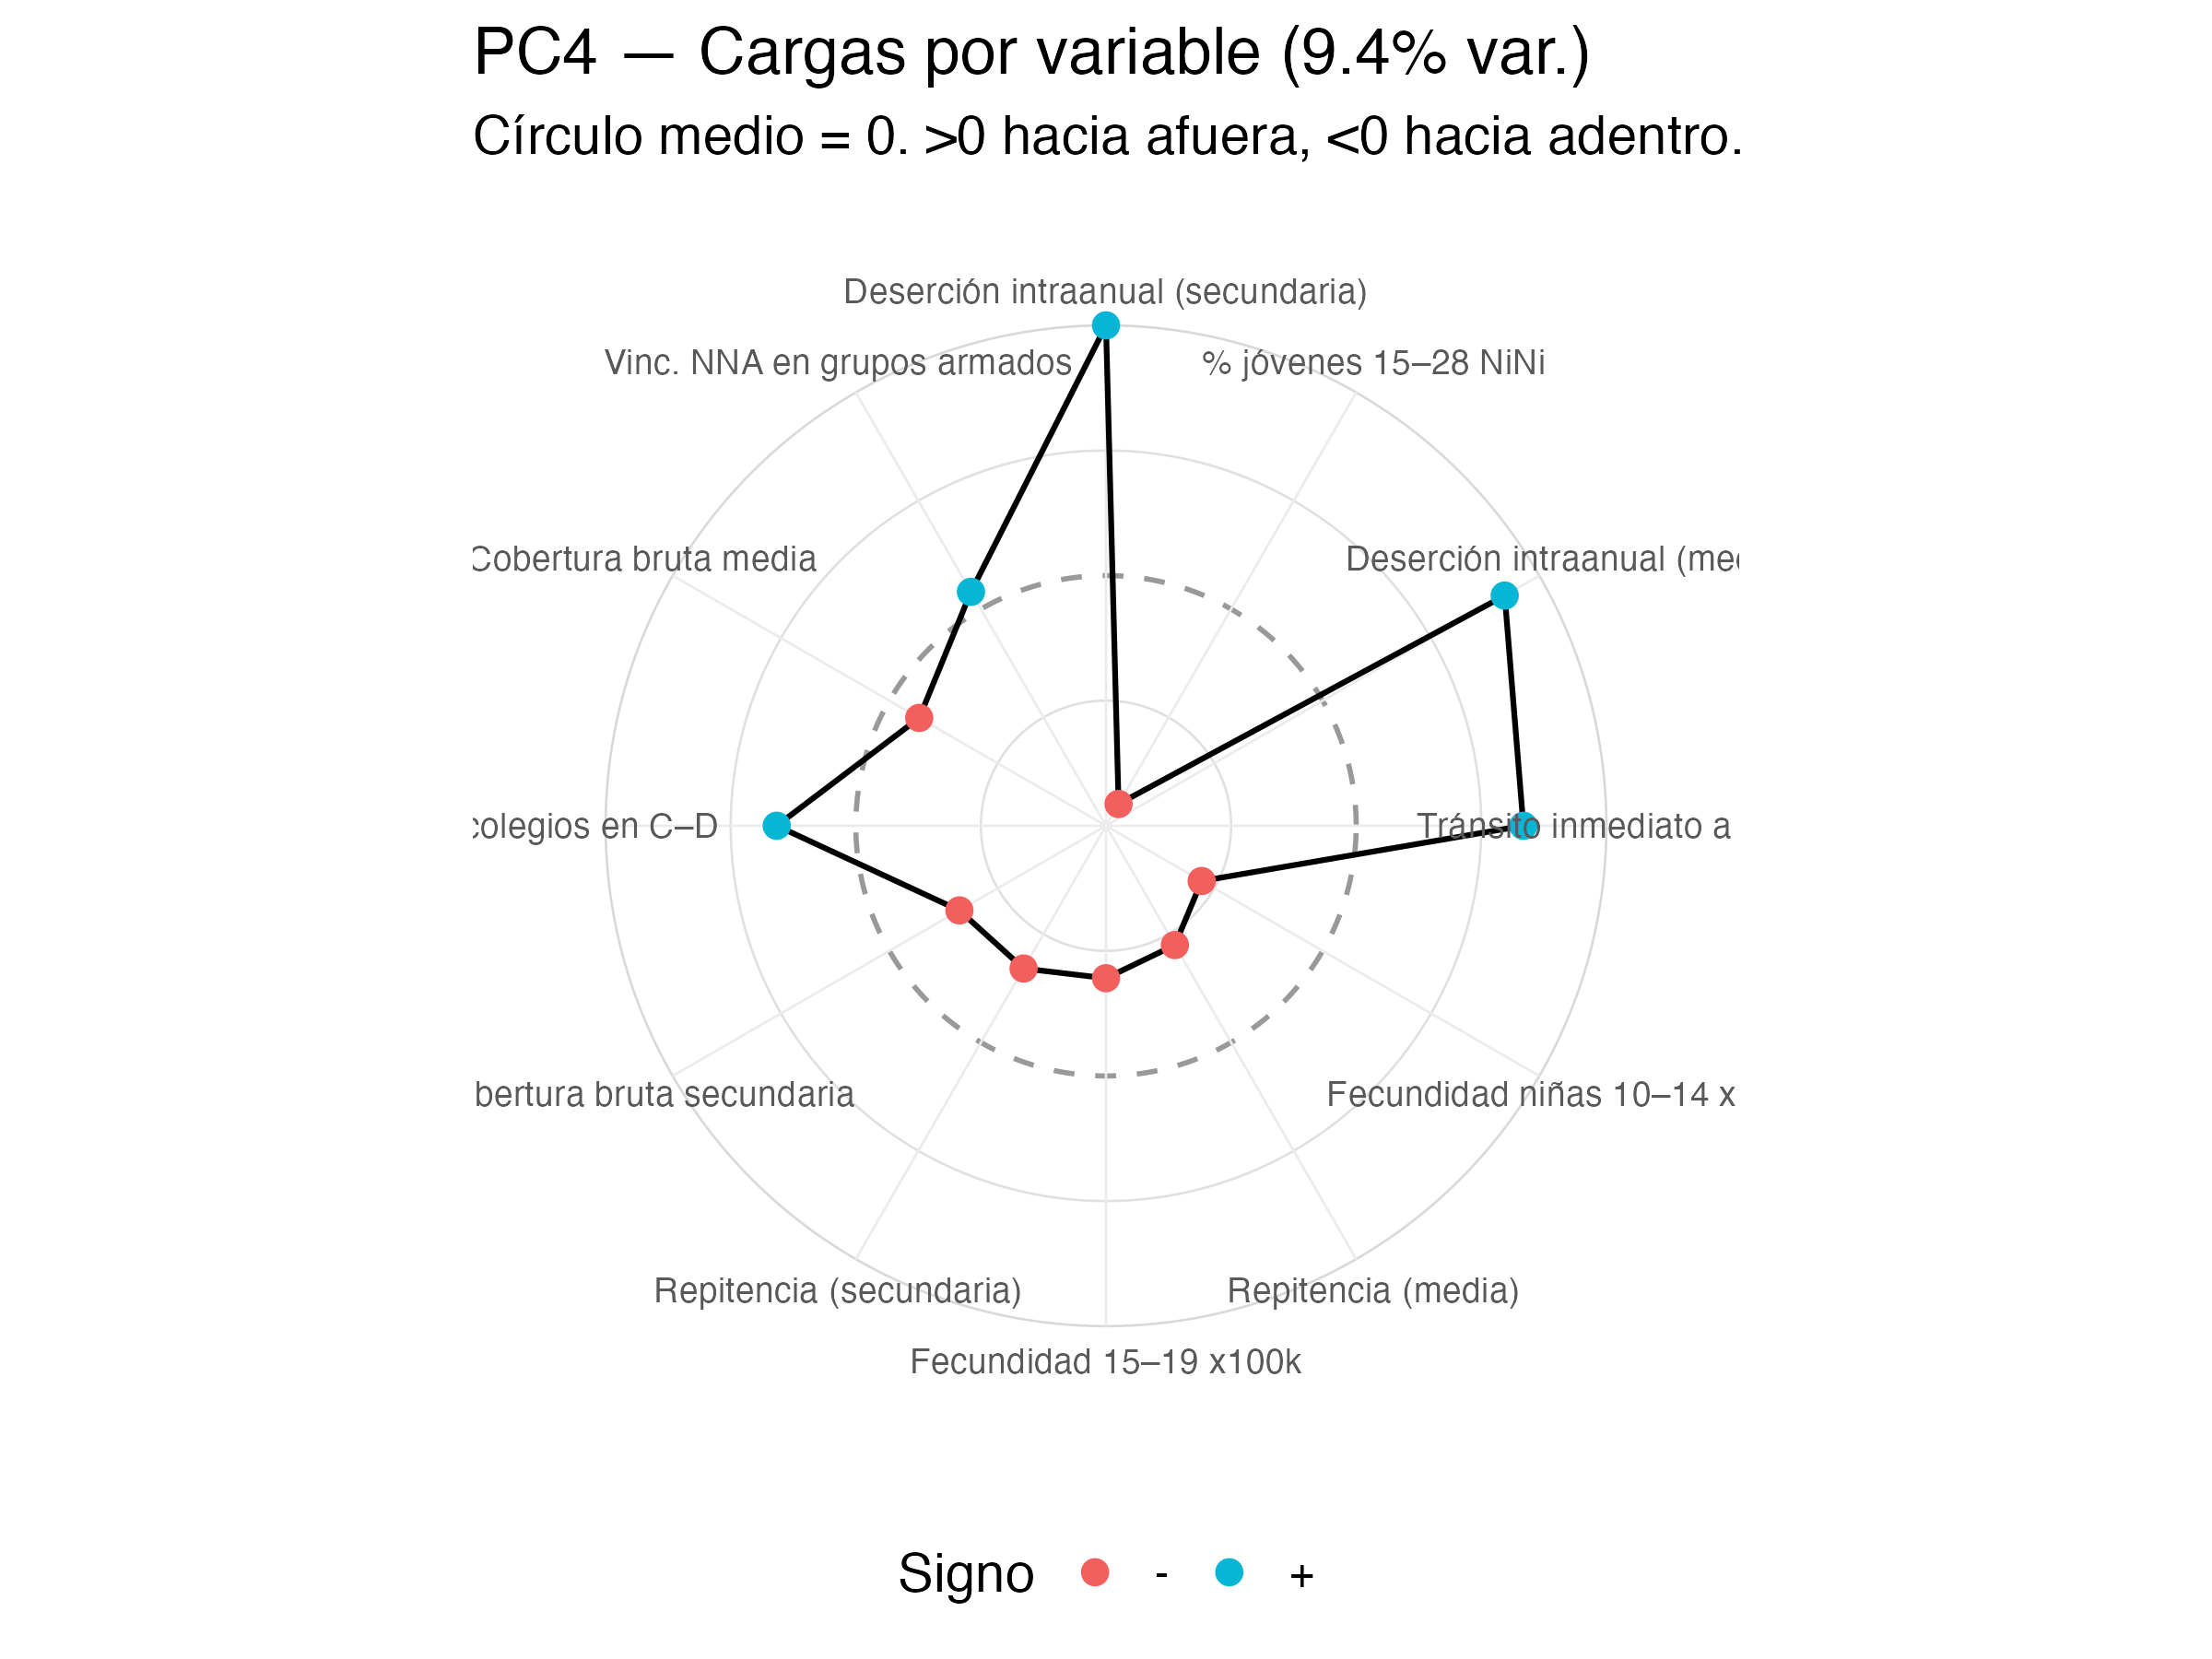 PC4 — Cargas por variable (9.4% var.)
Círculo medio = 0. >0 hacia afuera, <0 hacia adentro.
Deserción intraanual (secundaria)
Vinc. NNA en grupos armados
% jóvenes 15–28 NiNi
Cobertura bruta media
Deserción intraanual (me
colegios en C–D
Tránsito inmediato a
bertura bruta secundaria
Fecundidad niñas 10–14 x
Repitencia (secundaria)
Repitencia (media)
Fecundidad 15–19 x100k
Signo - +